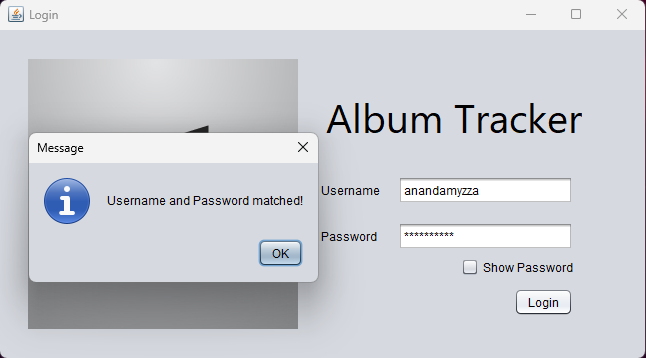 Login
Album Tracker
Message
Username and Password matched!
OK
Username
anandamyzza
Password
**********
Show Password
Login